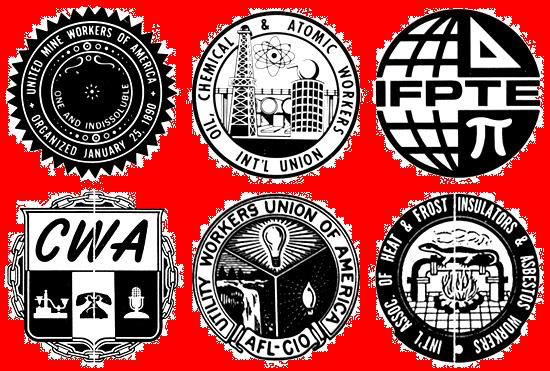 UNITED MINE WORKERS OF AMERICA
ONE AND INDISSOLUBLE
ORGANIZED JANUARY 25, 1890
OIL, CHEMICAL & ATOMIC WORKERS
INT'L UNION
IFPTE
π
CWA
UTILITY WORKERS UNION OF AMERICA
AFL-CIO
INT'L ASSOC. OF HEAT & FROST INSULATORS & ASBESTOS WORKERS